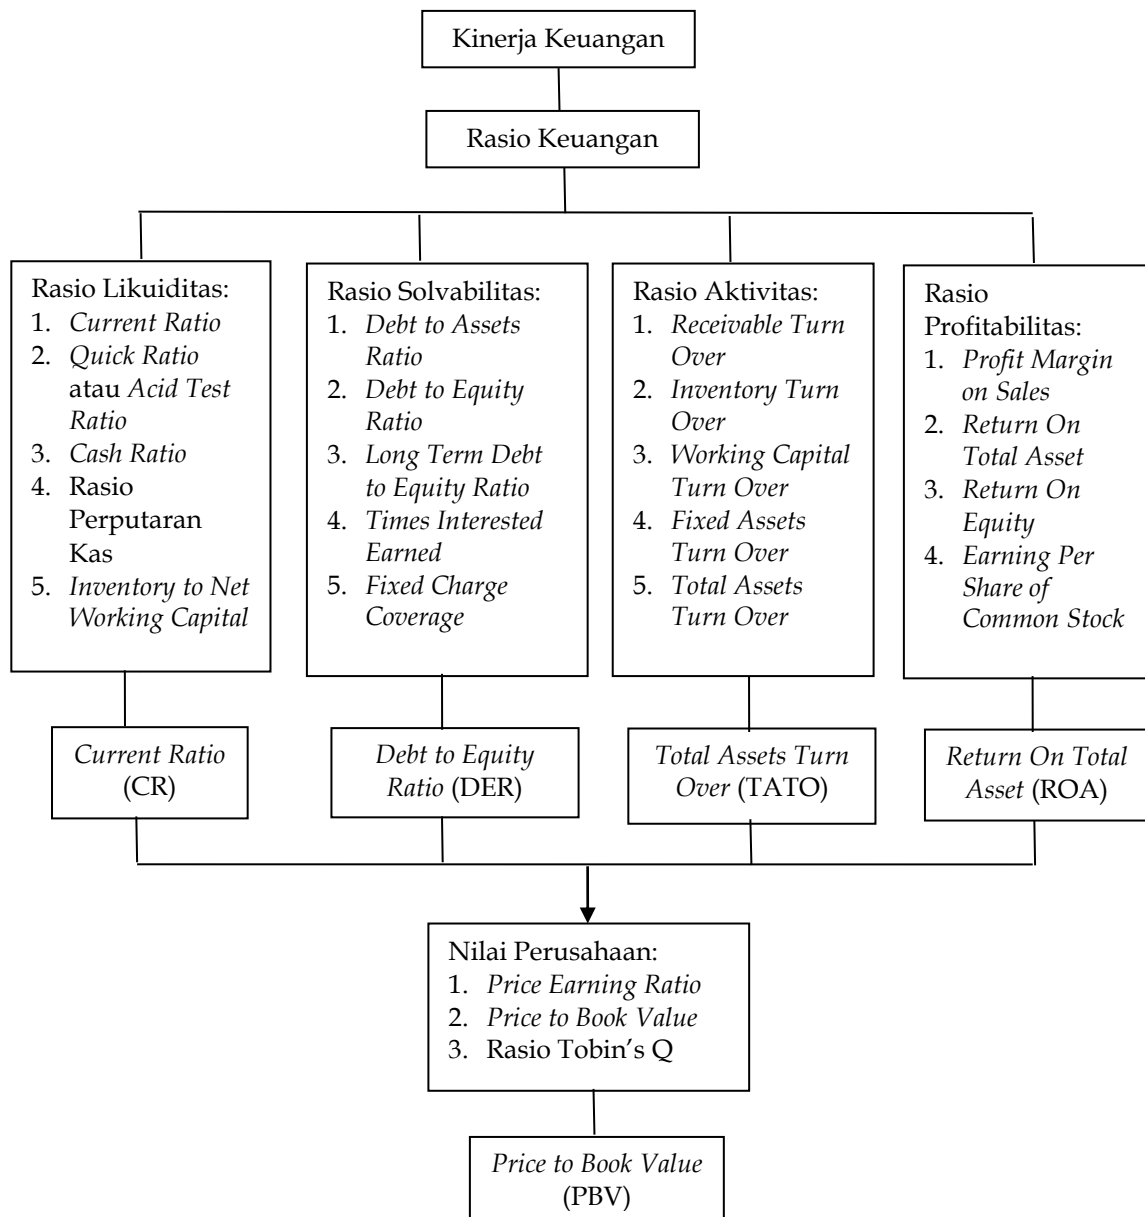 Kinerja Keuangan
Rasio Keuangan
Rasio Likuiditas:
1. Current Ratio
2. Quick Ratio
atau Acid Test
Ratio
3. Cash Ratio
4. Rasio
Perputaran
Kas
5. Inventory to Net
Working Capital
Rasio Solvabilitas:
1. Debt to Assets
Ratio
2. Debt to Equity
Ratio
3. Long Term Debt
to Equity Ratio
4. Times Interested
Earned
5. Fixed Charge
Coverage
Rasio Aktivitas:
1. Receivable Turn
Over
2. Inventory Turn
Over
3. Working Capital
Turn Over
4. Fixed Assets
Turn Over
5. Total Assets
Turn Over
Rasio
Profitabilitas:
1. Profit Margin
on Sales
2. Return On
Total Asset
3. Return On
Equity
4. Earning Per
Share of
Common Stock
Current Ratio
(CR)
Debt to Equity
Ratio (DER)
Total Assets Turn
Over (TATO)
Return On Total
Asset (ROA)
Nilai Perusahaan:
1. Price Earning Ratio
2. Price to Book Value
3. Rasio Tobin's Q
Price to Book Value
(PBV)